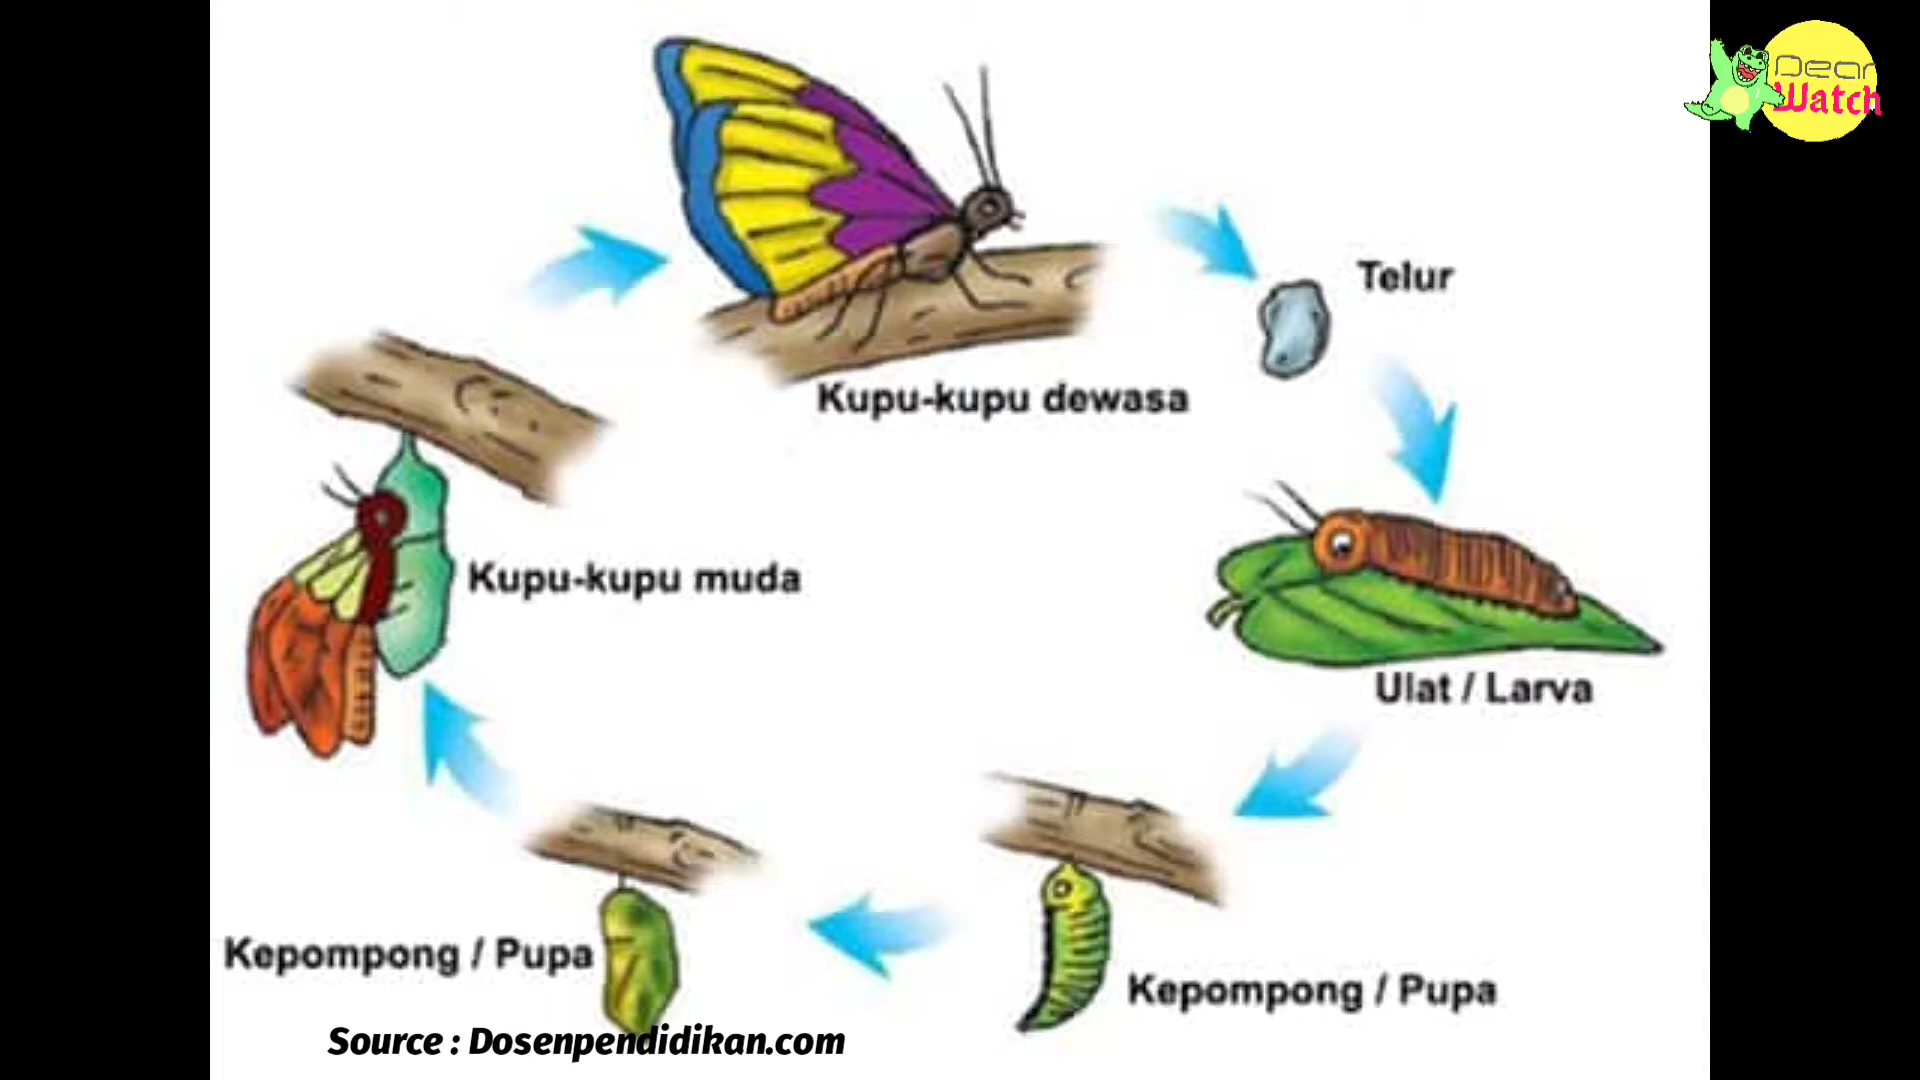 Dear
Watch
Telur
Kupu-kupu dewasa
Kupu-kupu muda
Ulat / Larva
Kepompong / Pupa
Kepompong / Pupa
Source : Dosenpendidikan.com